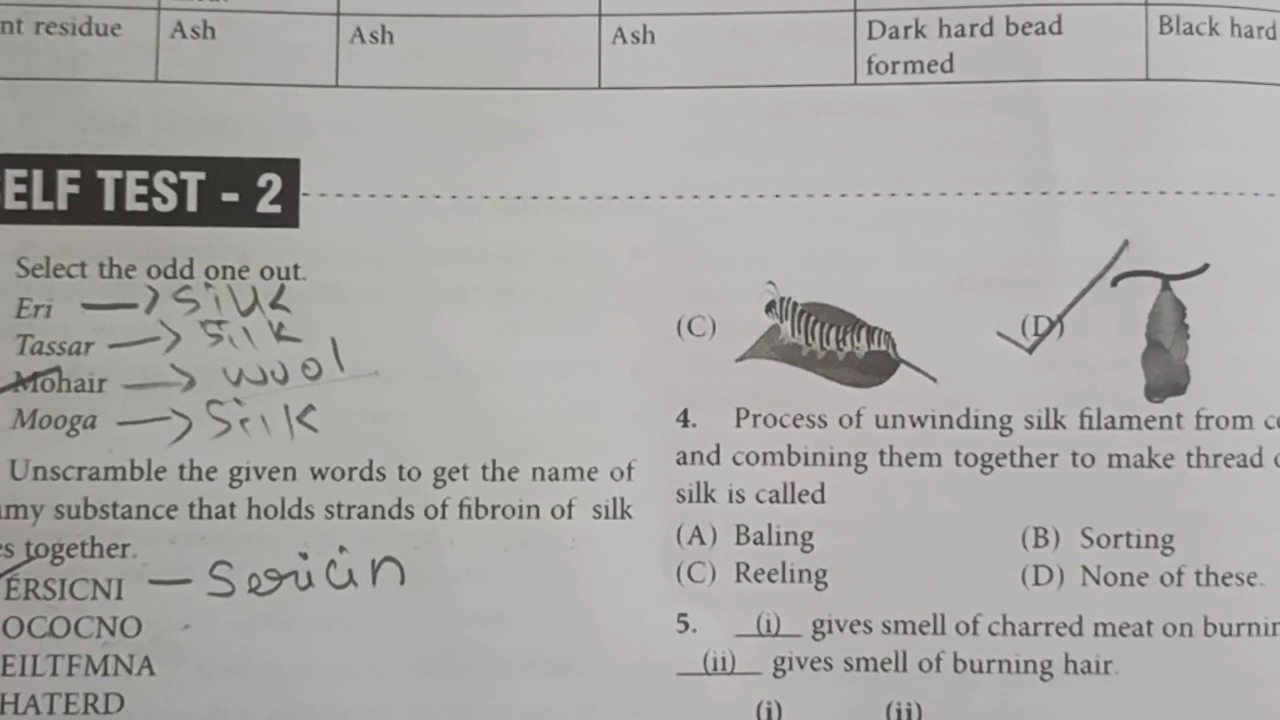 nt residue Ash Ash Ash Dark hard bead formed Black hard
ELF TEST - 2
Select the odd one out.
Eri → Silk
Tassar → Silk
Mohair → wool
Mooga → Silk
Unscramble the given words to get the name of
my substance that holds strands of fibroin of silk
s together.
ERSICNI — Sericin
OCOCNO
EILTFMNA
HATERD
(C) (D)
4. Process of unwinding silk filament from c
and combining them together to make thread
silk is called
(A) Baling (B) Sorting
(C) Reeling (D) None of these.
5. (i) gives smell of charred meat on burnin
(ii) gives smell of burning hair.
(i) (ii)